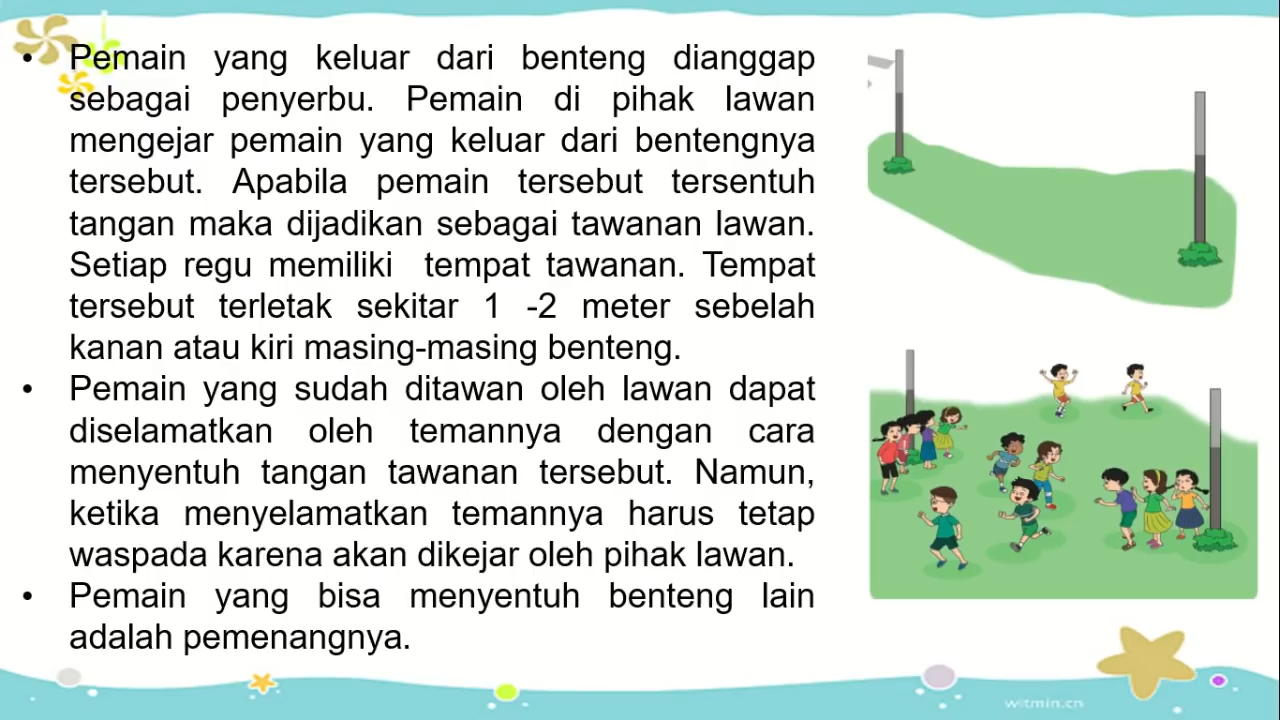 • Pemain yang keluar dari benteng dianggap
sebagai penyerbu. Pemain di pihak lawan
mengejar pemain yang keluar dari bentengnya
tersebut. Apabila pemain tersebut tersentuh
tangan maka dijadikan sebagai tawanan lawan.
Setiap regu memiliki tempat tawanan. Tempat
tersebut terletak sekitar 1 -2 meter sebelah
kanan atau kiri masing-masing benteng.
• Pemain yang sudah ditawan oleh lawan dapat
diselamatkan oleh temannya dengan cara
menyentuh tangan tawanan tersebut. Namun,
ketika menyelamatkan temannya harus tetap
waspada karena akan dikejar oleh pihak lawan.
• Pemain yang bisa menyentuh benteng lain
adalah pemenangnya.
witmin.cn